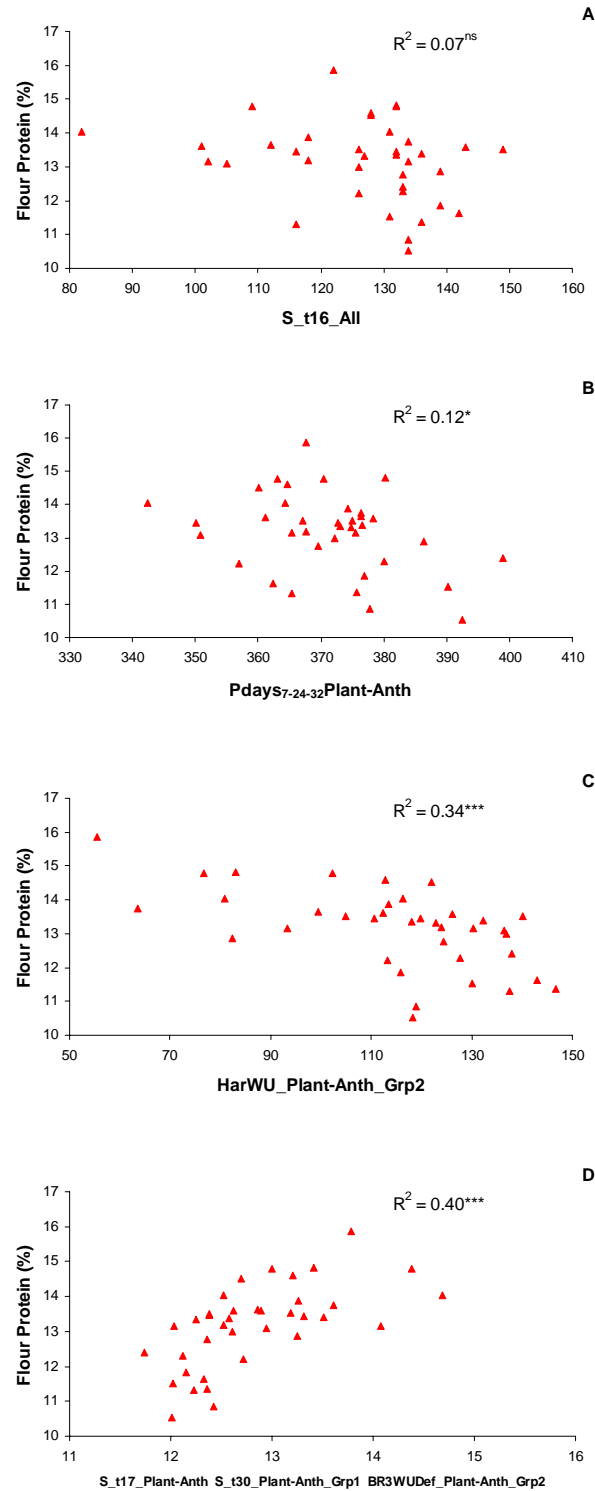 A
R² = 0.07ns
17
16
15
14
13
12
11
10
Flour Protein (%)
80 90 100 110 120 130 140 150 160
S_t16_All
B
R² = 0.12*
17
16
15
14
13
12
11
10
Flour Protein (%)
330 340 350 360 370 380 390 400 410
Pdays7-24-32Plant-Anth
C
R² = 0.34***
17
16
15
14
13
12
11
10
Flour Protein (%)
50 70 90 110 130 150
HarWU_Plant-Anth_Grp2
D
R² = 0.40***
17
16
15
14
13
12
11
10
Flour Protein (%)
11 12 13 14 15 16
S_t17_Plant-Anth S_t30_Plant-Anth_Grp1 BR3WUDef_Plant-Anth_Grp2